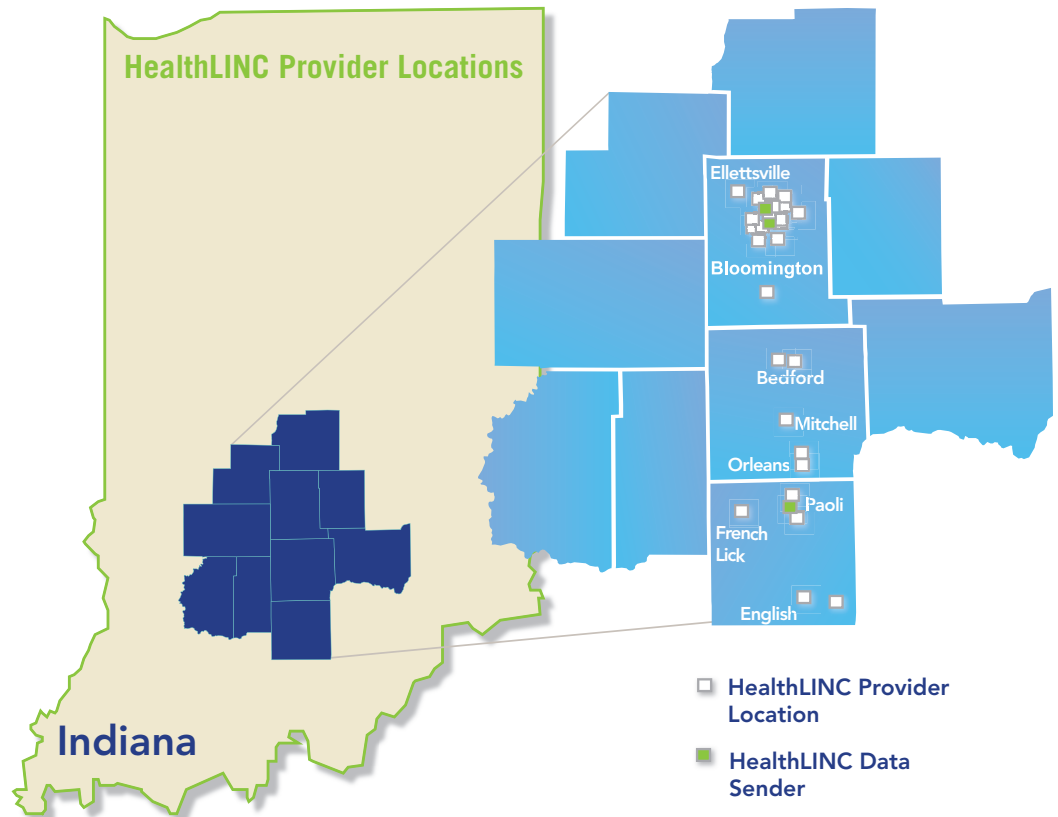 HealthLINC Provider Locations
Ellettsville
Bloomington
Bedford
Mitchell
Orleans
Paoli
French
Lick
English
HealthLINC Provider
Location
HealthLINC Data
Sender
Indiana